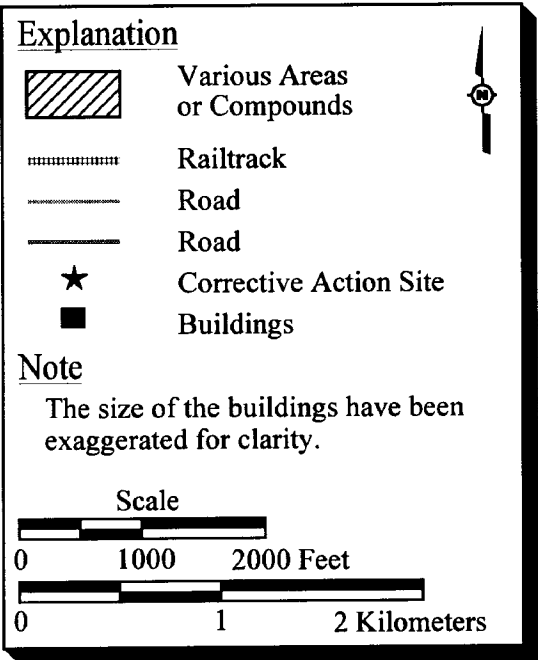 Explanation
N
Various Areas
or Compounds
Railtrack
Road
Road
Corrective Action Site
Buildings
Note
The size of the buildings have been
exaggerated for clarity.
Scale
0 1000 2000 Feet
0 1 2 Kilometers